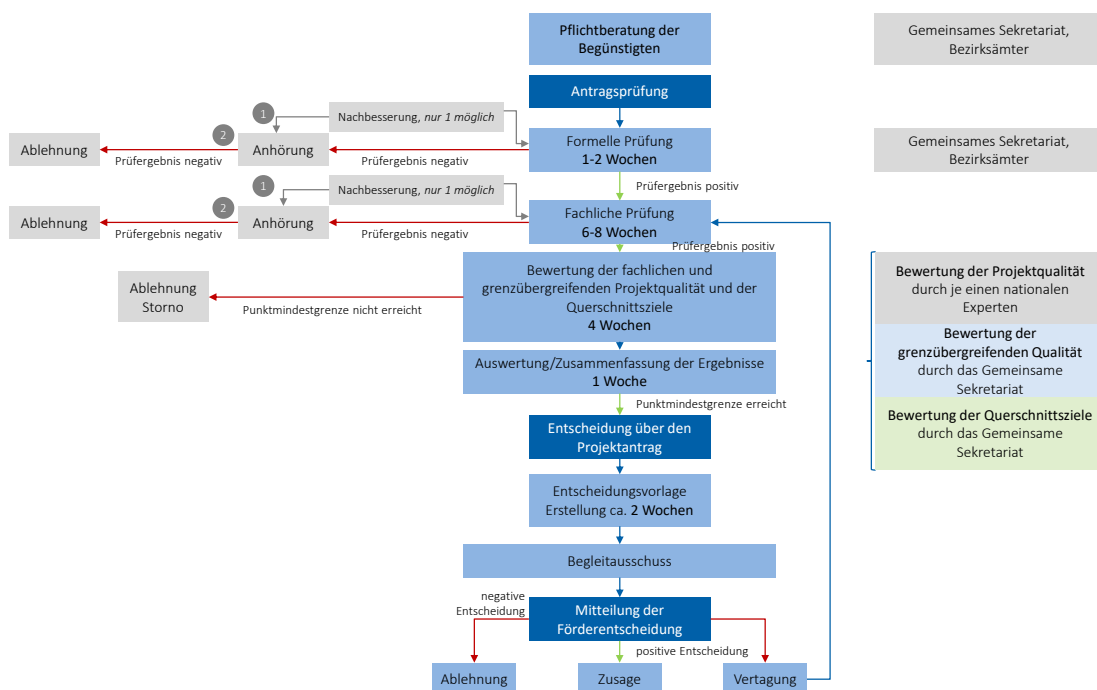 Pflichtberatung der
Begünstigten
Gemeinsames Sekretariat,
Bezirksämter
Antragsprüfung
1
Nachbesserung, nur 1 möglich
2
Ablehnung
Prüfergebnis negativ
Anhörung
Prüfergebnis negativ
Formelle Prüfung
1-2 Wochen
Gemeinsames Sekretariat,
Bezirksämter
Prüfergebnis positiv
1
Nachbesserung, nur 1 möglich
2
Ablehnung
Prüfergebnis negativ
Anhörung
Prüfergebnis negativ
Fachliche Prüfung
6-8 Wochen
Prüfergebnis positiv
Ablehnung
Storno
Punktmindestgrenze nicht erreicht
Bewertung der fachlichen und
grenzübergreifenden Projektqualität und der
Querschnittsziele
4 Wochen
Bewertung der Projektqualität
durch je einen nationalen
Experten
Bewertung der
grenzübergreifenden Qualität
durch das Gemeinsame
Sekretariat
Bewertung der Querschnittsziele
durch das Gemeinsame
Sekretariat
Auswertung/Zusammenfassung der Ergebnisse
1 Woche
Punktmindestgrenze erreicht
Entscheidung über den
Projektantrag
Entscheidungsvorlage
Erstellung ca. 2 Wochen
Begleitausschuss
negative
Entscheidung
Mitteilung der
Förderentscheidung
positive Entscheidung
Ablehnung
Zusage
Vertagung